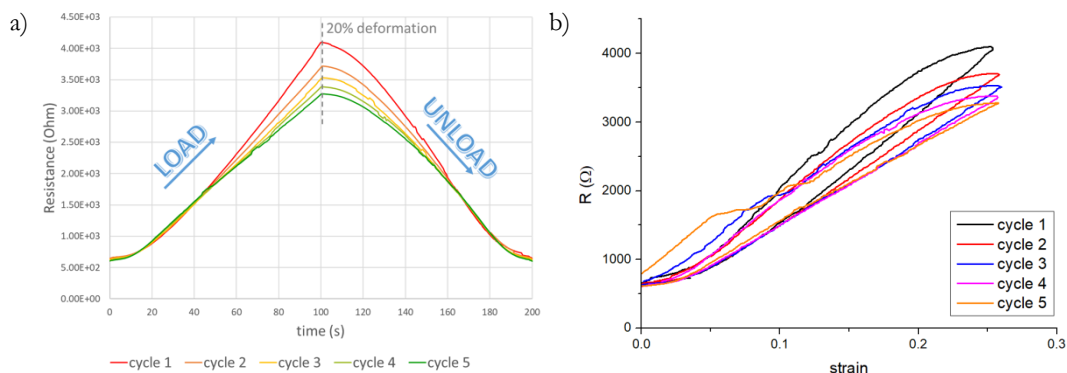 a)
4.50E+03
4.00E+03
3.50E+03
3.00E+03
2.50E+03
2.00E+03
1.50E+03
1.00E+03
5.00E+02
0.00E+00
Resistance (Ohm)
20% deformation
LOAD
UNLOAD
0 20 40 60 80 100 120 140 160 180 200
time (s)
cycle 1 cycle 2 cycle 3 cycle 4 cycle 5
b)
4000
3000
2000
1000
0
R (Ω)
cycle 1
cycle 2
cycle 3
cycle 4
cycle 5
0.0 0.1 0.2 0.3
strain